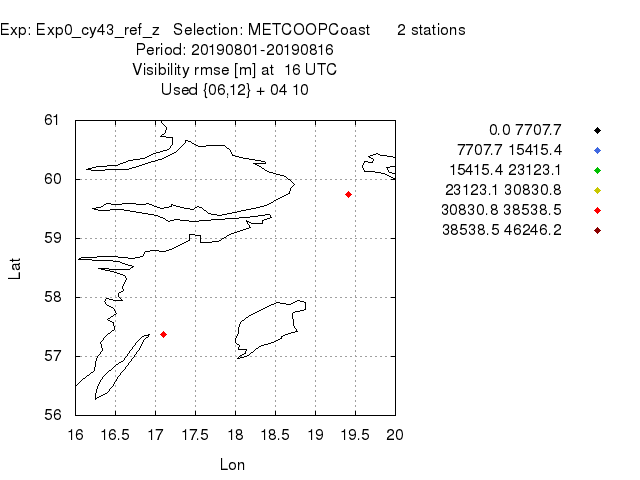 Exp: Exp0_cy43_ref_z Selection: METCOOPCoast 2 stations
Period: 20190801-20190816
Visibility rmse [m] at 16 UTC
Used {06,12} + 04 10
0.0 7707.7
7707.7 15415.4
15415.4 23123.1
23123.1 30830.8
30830.8 38538.5
38538.5 46246.2
61
60
59
58
57
56
Lat
16 16.5 17 17.5 18 18.5 19 19.5 20
Lon